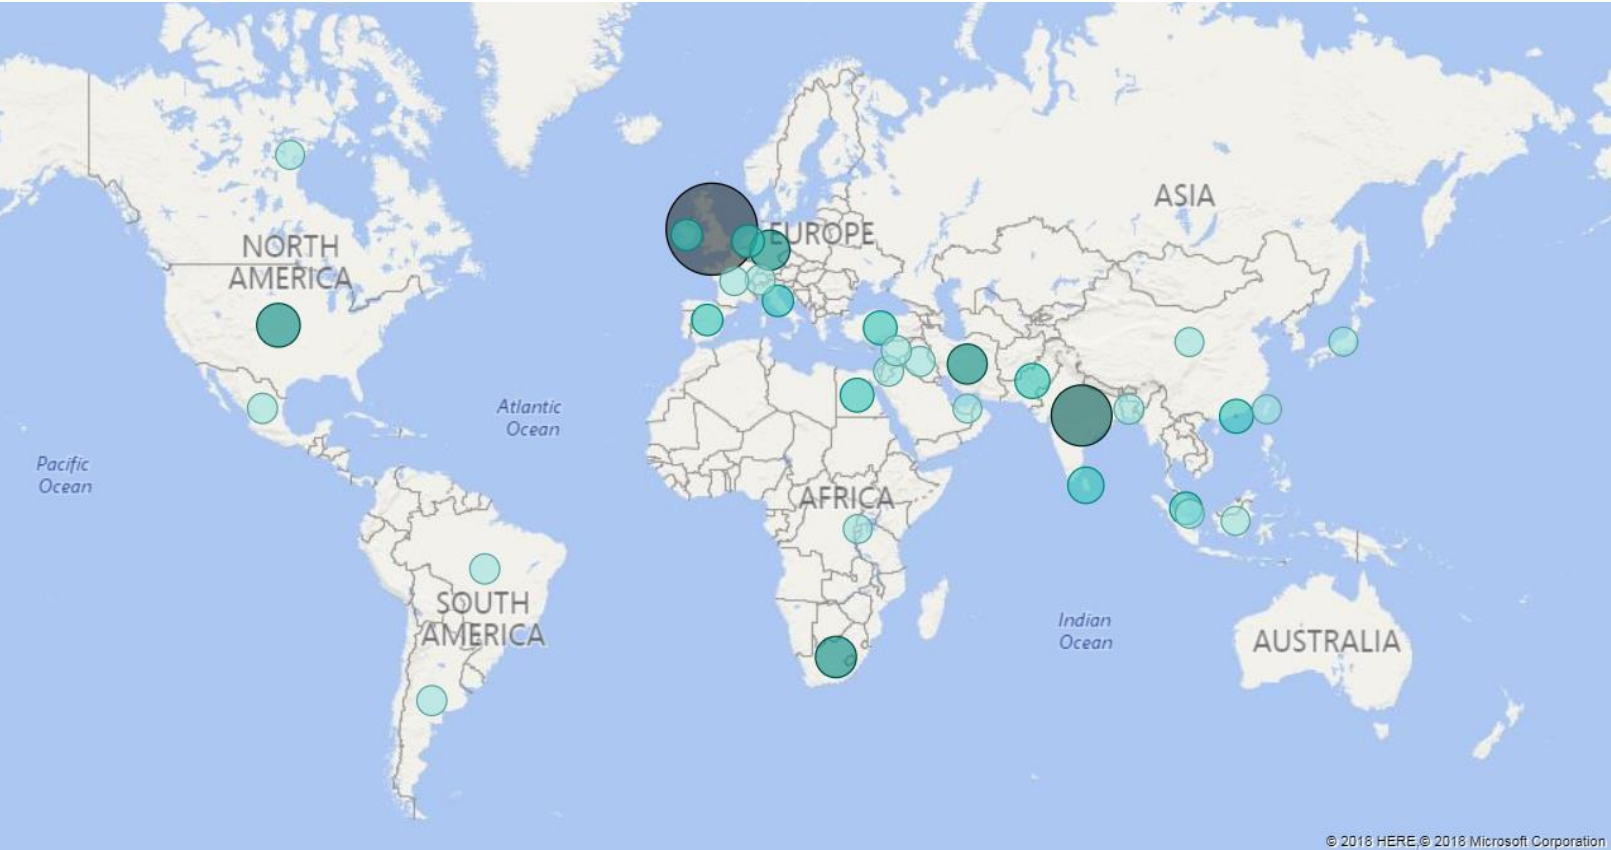 ASIA
EUROPE
NORTH
AMERICA
Atlantic
Ocean
Pacific
Ocean
AFRICA
SOUTH
AMERICA
Indian
Ocean
AUSTRALIA
© 2018 HERE,© 2018 Microsoft Corporation